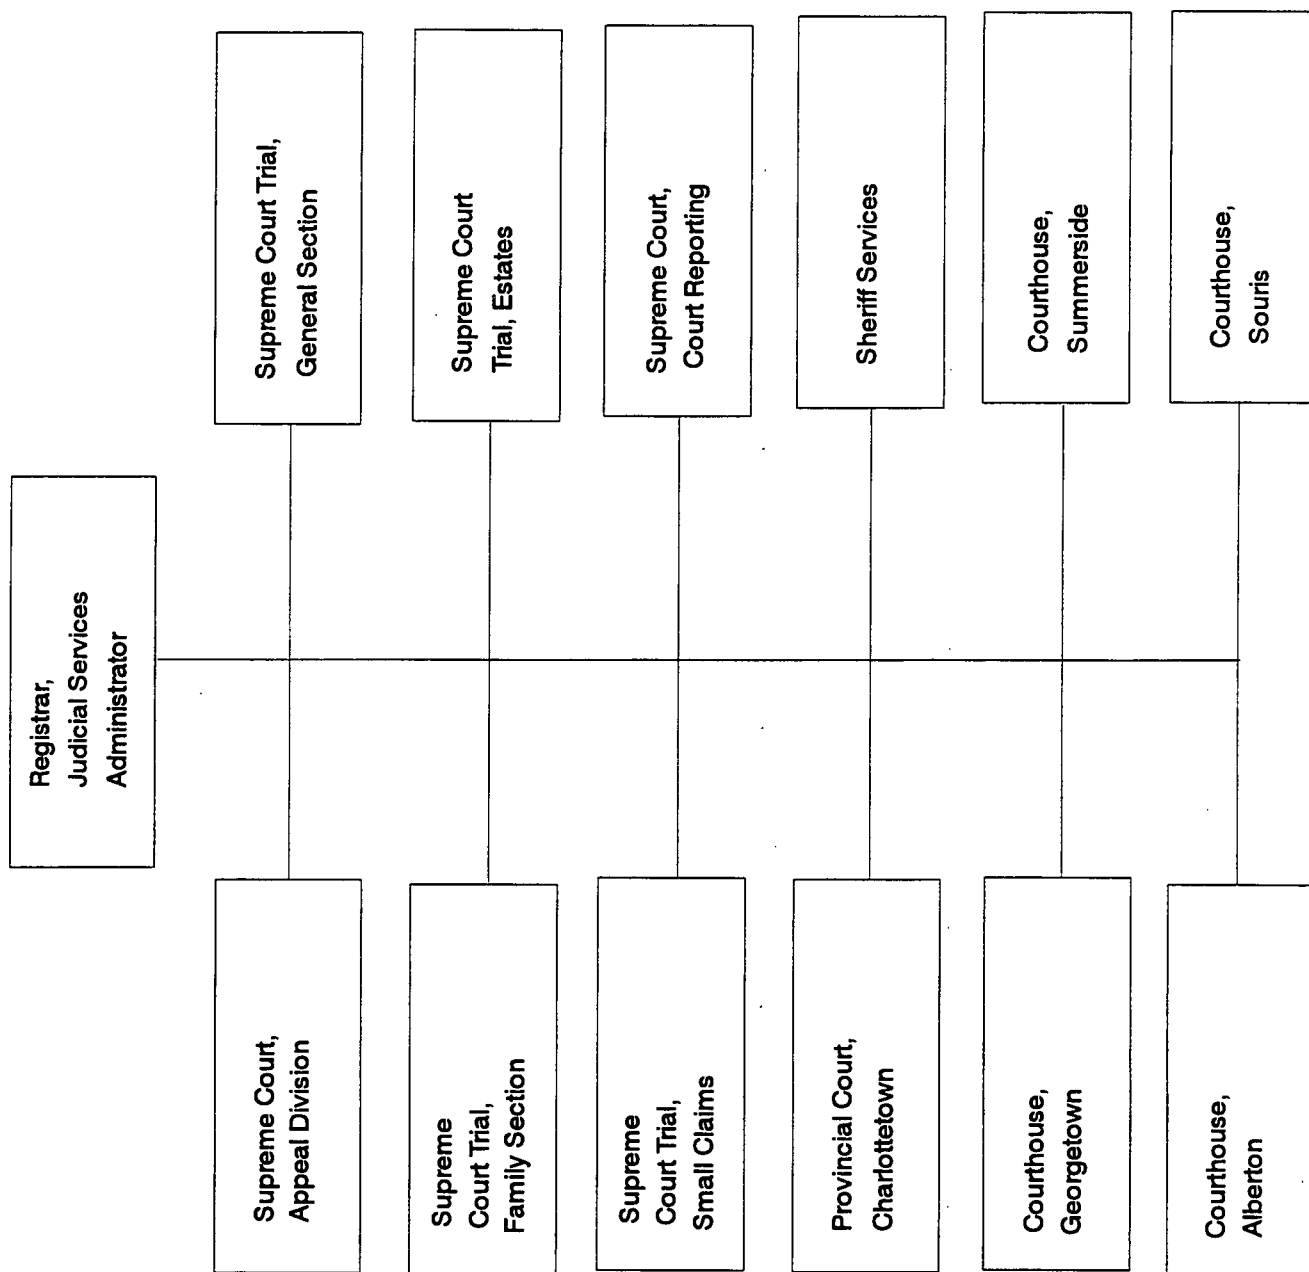 Registrar,
Judicial Services
Administrator
Supreme Court,
Appeal Division
Supreme Court Trial,
General Section
Supreme
Court Trial,
Family Section
Supreme Court
Trial, Estates
Supreme
Court Trial,
Small Claims
Supreme Court,
Court Reporting
Provincial Court,
Charlottetown
Sheriff Services
Courthouse,
Georgetown
Courthouse,
Summerside
Courthouse,
Alberton
Courthouse,
Souris